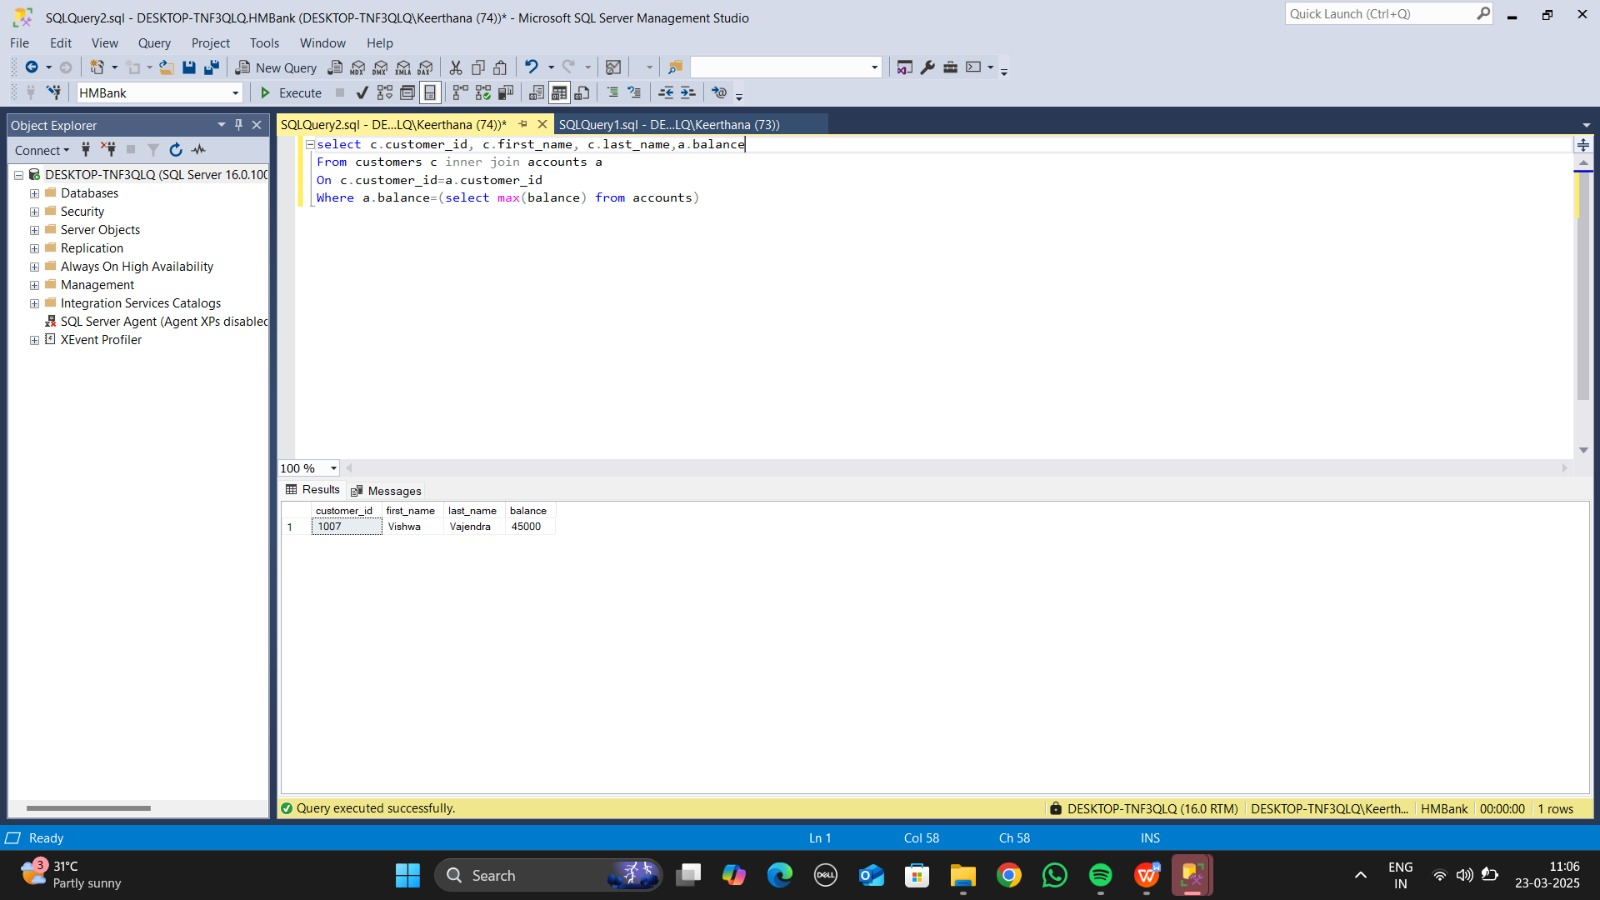 SQLQuery2.sql - DESKTOP-TNF3QLQ.HMBank (DESKTOP-TNF3QLQ\Keerthana (74))* - Microsoft SQL Server Management Studio
Quick Launch (Ctrl+Q)
File Edit View Query Project Tools Window Help
New Query MDX DMX XMLA DAX
HMBank Execute
Object Explorer
SQLQuery2.sql - DE...LQ\Keerthana (74))* SQLQuery1.sql - DE...LQ\Keerthana (73))
Connect
DESKTOP-TNF3QLQ (SQL Server 16.0.100
Databases
Security
Server Objects
Replication
Always On High Availability
Management
Integration Services Catalogs
SQL Server Agent (Agent XPs disabled
XEvent Profiler
select c.customer_id, c.first_name, c.last_name,a.balance
From customers c inner join accounts a
On c.customer_id=a.customer_id
Where a.balance=(select max(balance) from accounts)
100 %
Results Messages
customer_id first_name last_name balance
1 1007 Vishwa Vajendra 45000
Query executed successfully. DESKTOP-TNF3QLQ (16.0 RTM) DESKTOP-TNF3QLQ\Keerth... HMBank 00:00:00 1 rows
Ready Ln 1 Col 58 Ch 58 INS
3 31°C
Partly sunny
Search
DELL
ENG
IN
11:06
23-03-2025